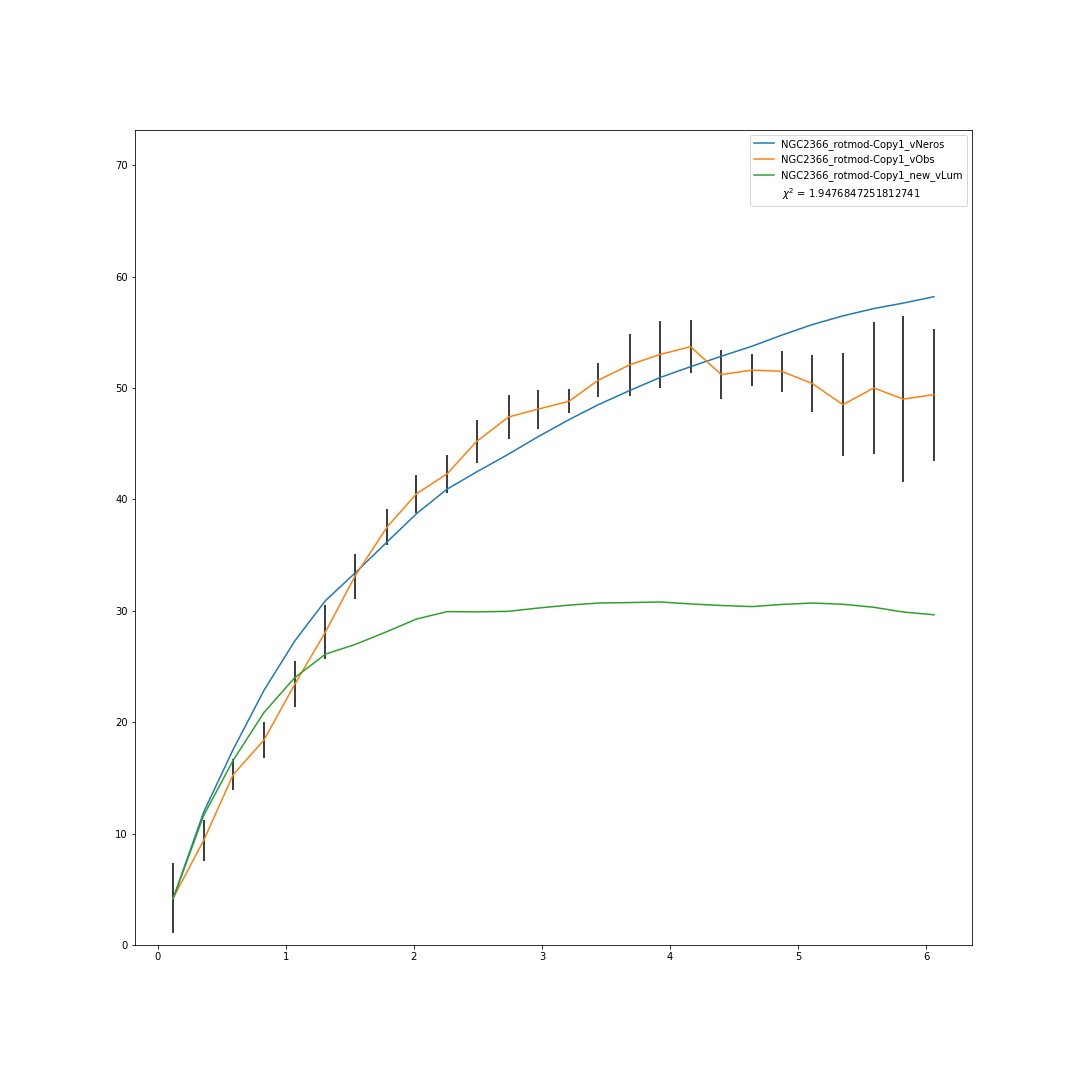 NGC2366_rotmod-Copy1_vNeros
NGC2366_rotmod-Copy1_vObs
NGC2366_rotmod-Copy1_new_vLum
χ² = 1.9476847251812741
70
60
50
40
30
20
10
0
0 1 2 3 4 5 6